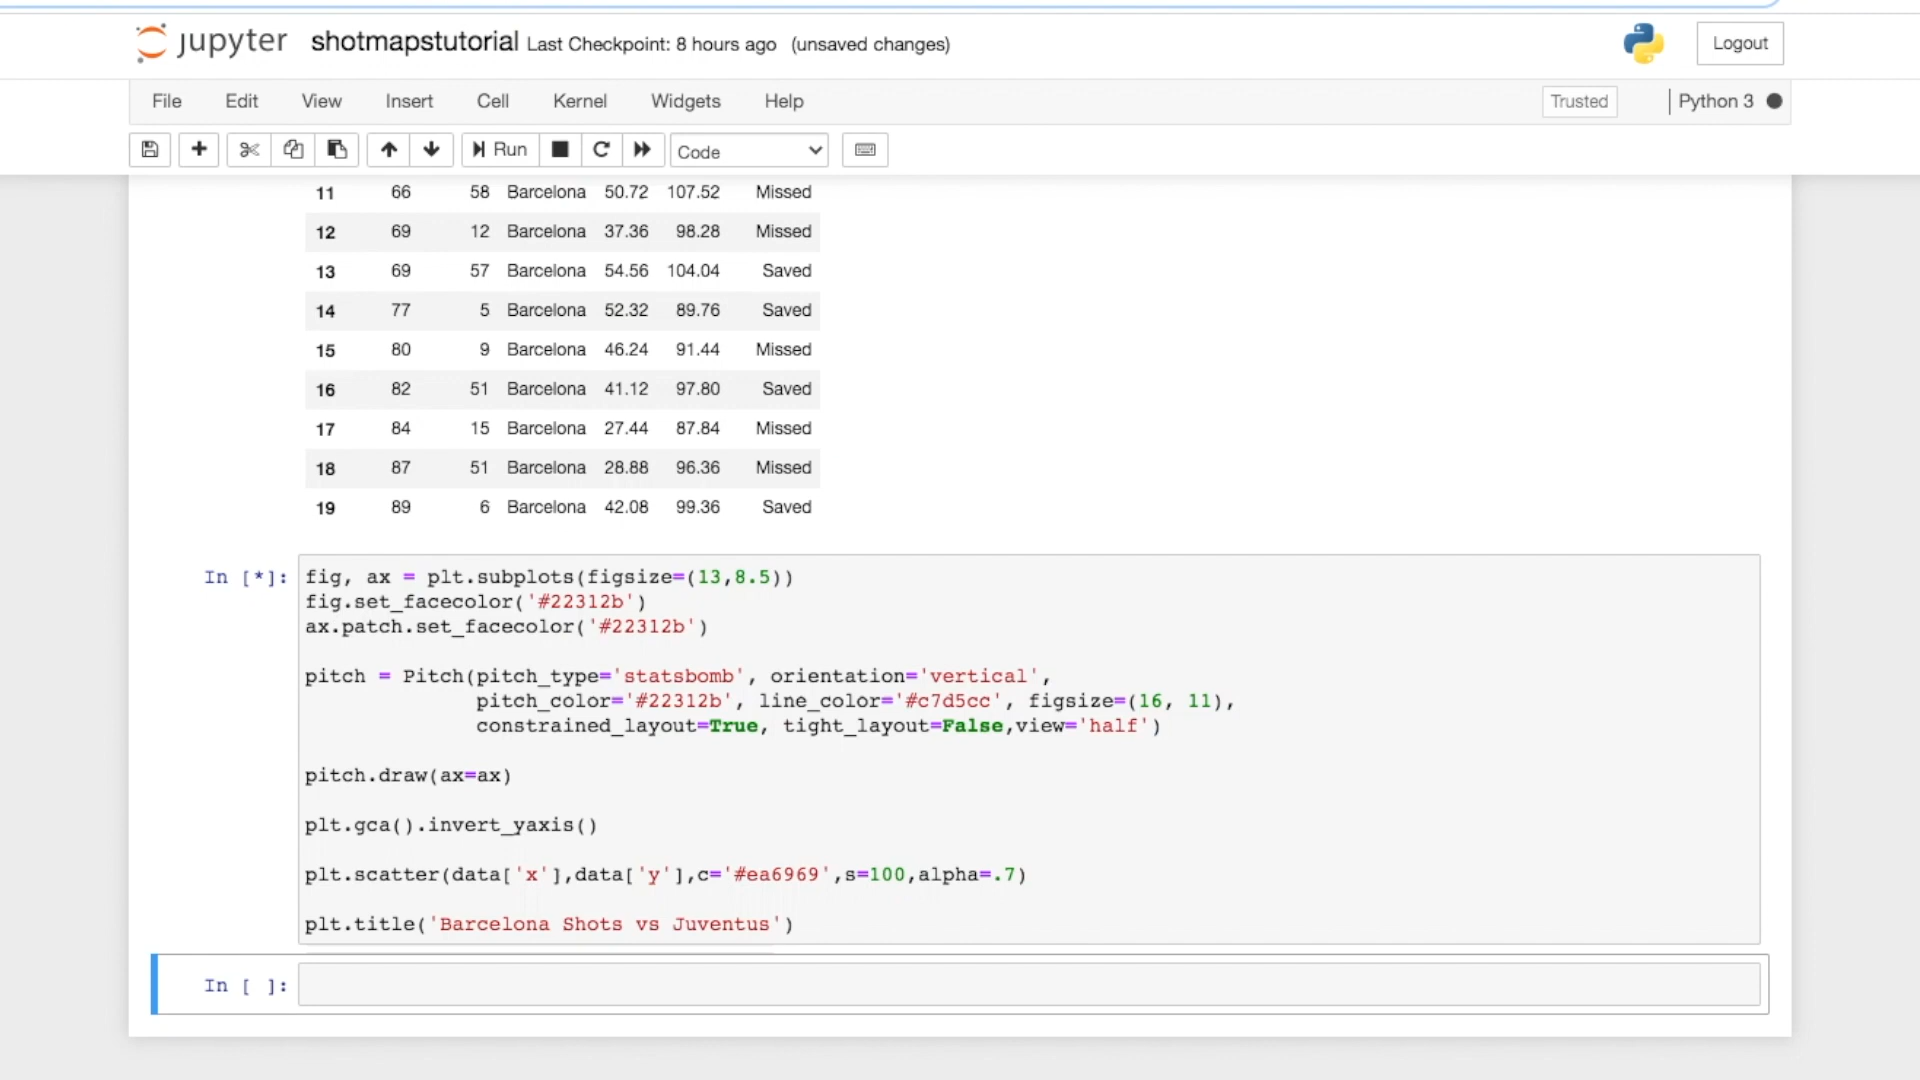 jupyter shotmapstutorial Last Checkpoint: 8 hours ago (unsaved changes) Logout
File Edit View Insert Cell Kernel Widgets Help Trusted Python 3
Run Code
11 66 58 Barcelona 50.72 107.52 Missed
12 69 12 Barcelona 37.36 98.28 Missed
13 69 57 Barcelona 54.56 104.04 Saved
14 77 5 Barcelona 52.32 89.76 Saved
15 80 9 Barcelona 46.24 91.44 Missed
16 82 51 Barcelona 41.12 97.80 Saved
17 84 15 Barcelona 27.44 87.84 Missed
18 87 51 Barcelona 28.88 96.36 Missed
19 89 6 Barcelona 42.08 99.36 Saved
In [*]: fig, ax = plt.subplots(figsize=(13,8.5))
fig.set_facecolor('#22312b')
ax.patch.set_facecolor('#22312b')
pitch = Pitch(pitch_type='statsbomb', orientation='vertical',
pitch_color='#22312b', line_color='#c7d5cc', figsize=(16, 11),
constrained_layout=True, tight_layout=False,view='half')
pitch.draw(ax=ax)
plt.gca().invert_yaxis()
plt.scatter(data['x'],data['y'],c='#ea6969',s=100,alpha=.7)
plt.title('Barcelona Shots vs Juventus')
In [ ]: